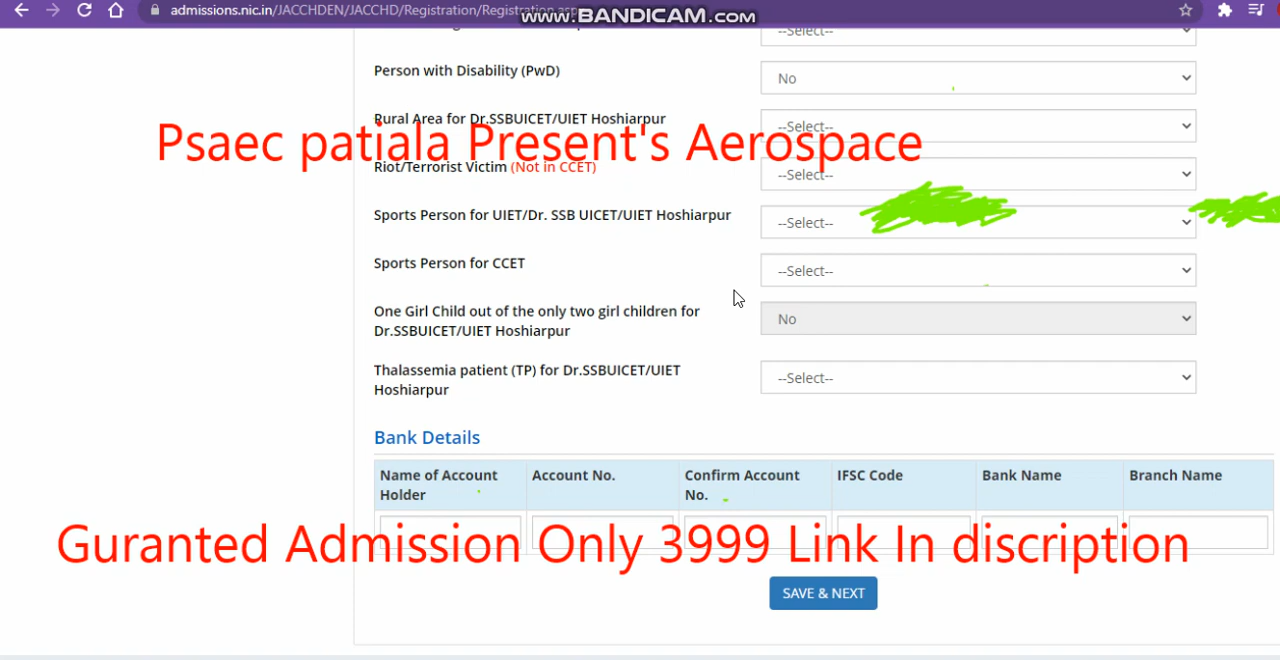 admissions.nic.in/JACCHDEN/JACCHD/Registration/Registration.asp
www.BANDICAM.com
--Select--
Person with Disability (PwD)
No
Rural Area for Dr.SSBUICET/UIET Hoshiarpur
--Select--
Psaec patiala Present's Aerospace
Riot/Terrorist Victim (Not in CCET)
--Select--
Sports Person for UIET/Dr. SSB UICET/UIET Hoshiarpur
--Select--
Sports Person for CCET
--Select--
One Girl Child out of the only two girl children for
Dr.SSBUICET/UIET Hoshiarpur
No
Thalassemia patient (TP) for Dr.SSBUICET/UIET
Hoshiarpur
--Select--
Bank Details
Name of Account
Holder
Account No.
Confirm Account
No.
IFSC Code
Bank Name
Branch Name
Guranted Admission Only 3999 Link In discription
SAVE & NEXT